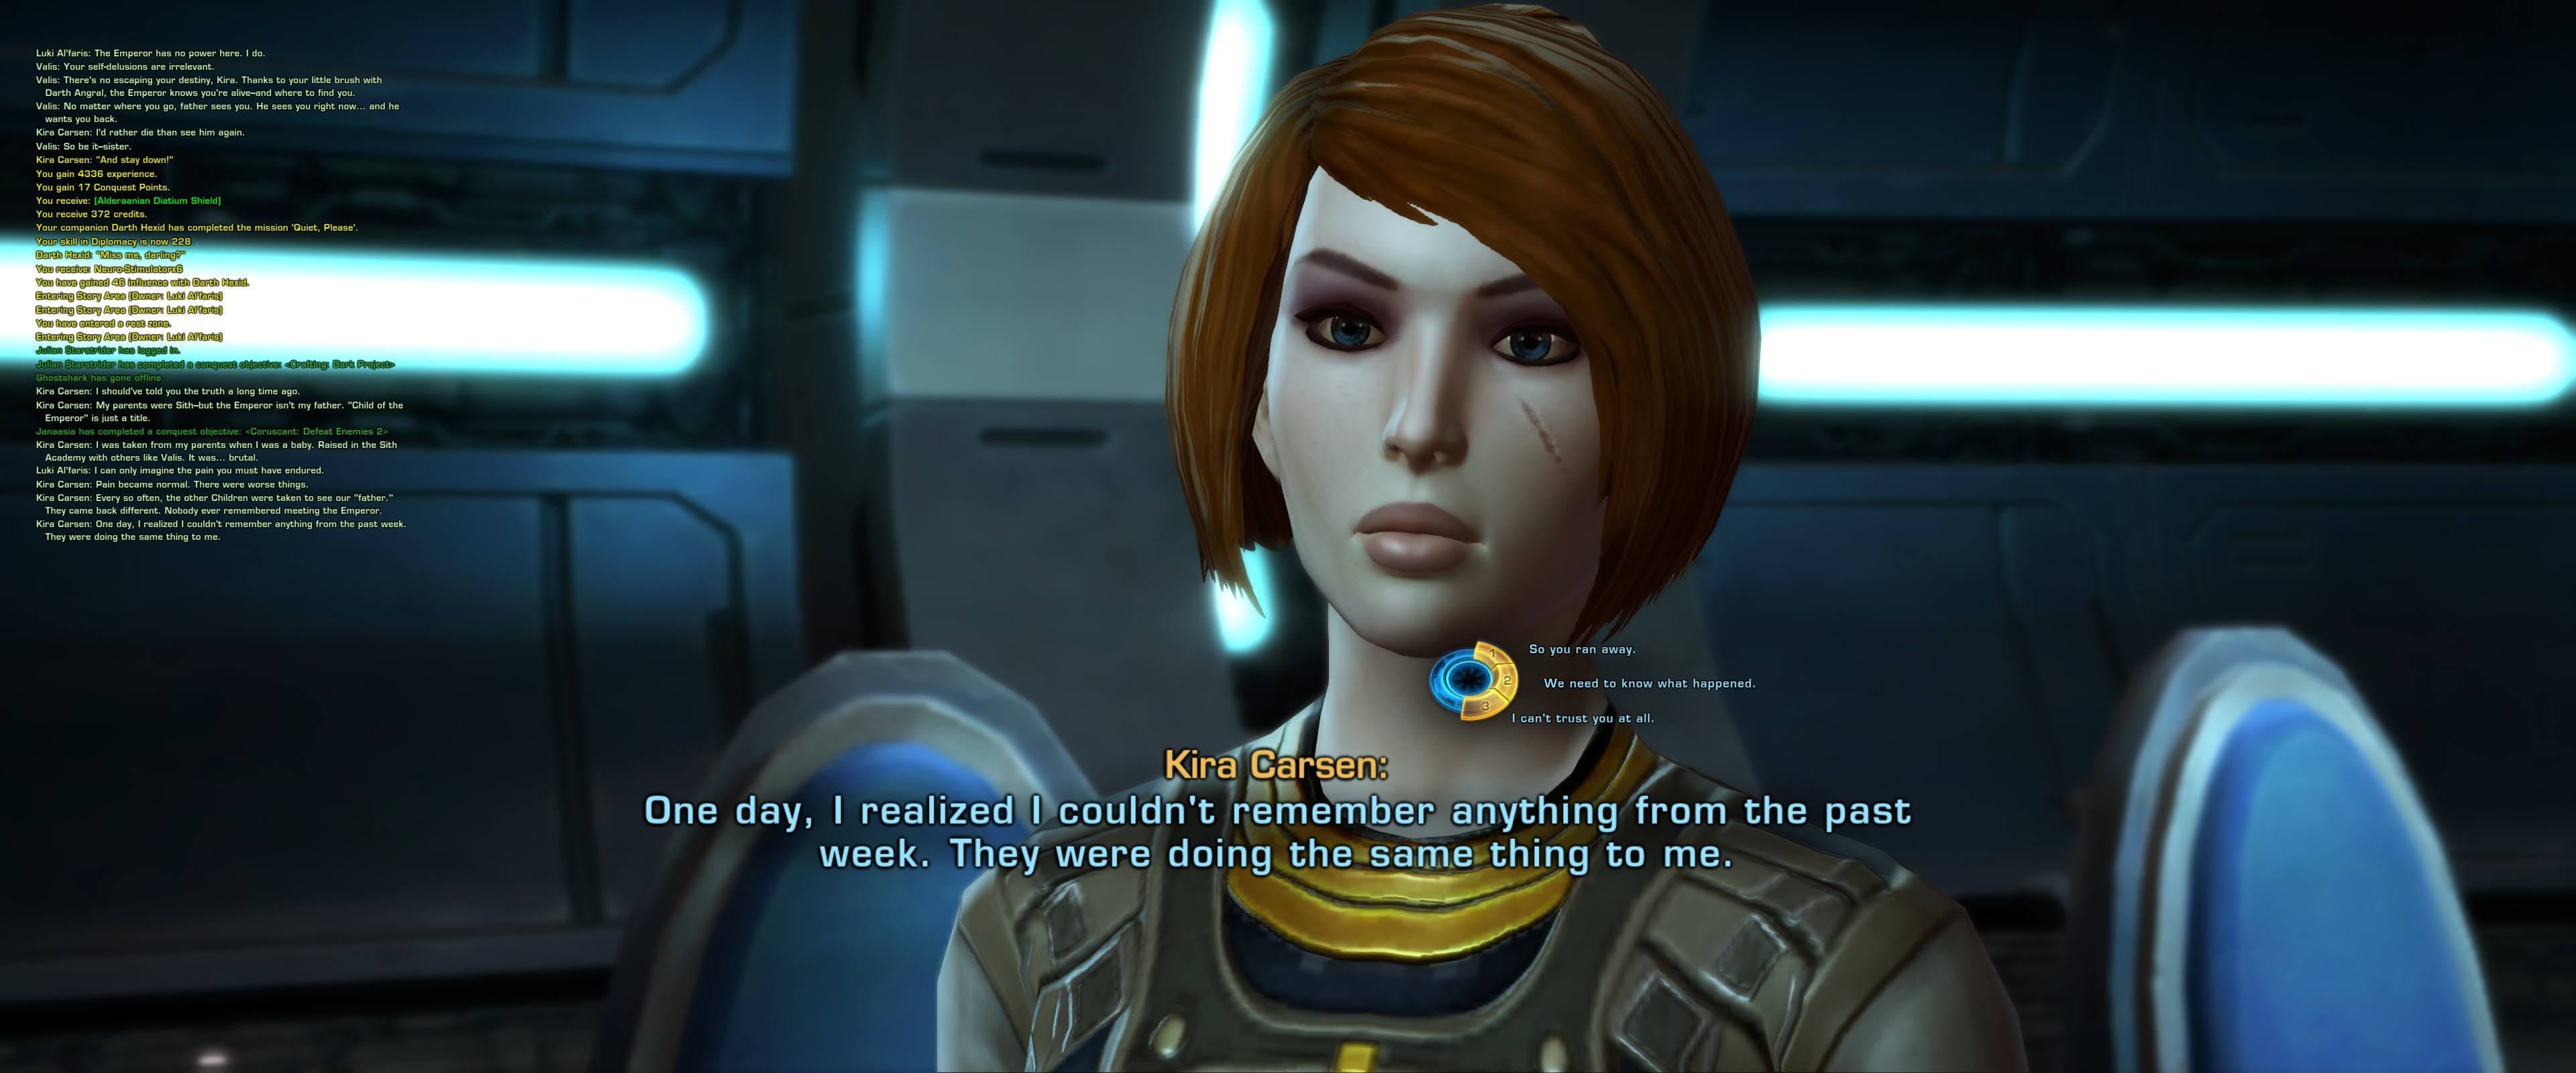 Luki Al'faris: The Emperor has no power here. I do.
Valis: Your self-delusions are irrelevant.
Valis: There's no escaping your destiny, Kira. Thanks to your little brush with
Darth Angral, the Emperor knows you're alive–and where to find you.
Valis: No matter where you go, father sees you. He sees you right now... and he
wants you back.
Kira Carsen: I'd rather die than see him again.
Valis: So be it–sister.
Kira Carsen: "And stay down!"
You gain 4336 experience.
You gain 17 Conquest Points.
You receive: [Alderaanian Diatium Shield]
You receive 372 credits.
Your companion Darth Hexid has completed the mission 'Quiet, Please'.
Your skill in Diplomacy is now 228.
Darth Hexid: "Miss me, darling?"
You receive: Neuro-Stimulatorx6
You have gained 46 influence with Darth Hexid.
Entering Story Area (Owner: Luki Al'faris)
Entering Story Area (Owner: Luki Al'faris)
You have entered a rest zone.
Entering Story Area (Owner: Luki Al'faris)
Julian Starstrider has logged in.
Julian Starstrider has completed a conquest objective: <Crafting: Dark Project>
Ghostshark has gone offline.
Kira Carsen: I should've told you the truth a long time ago.
Kira Carsen: My parents were Sith–but the Emperor isn't my father. "Child of the
Emperor" is just a title.
Janaasia has completed a conquest objective: <Coruscant: Defeat Enemies 2>
Kira Carsen: I was taken from my parents when I was a baby. Raised in the Sith
Academy with others like Valis. It was... brutal.
Luki Al'faris: I can only imagine the pain you must have endured.
Kira Carsen: Pain became normal. There were worse things.
Kira Carsen: Every so often, the other Children were taken to see our "father."
They came back different. Nobody ever remembered meeting the Emperor.
Kira Carsen: One day, I realized I couldn't remember anything from the past week.
They were doing the same thing to me.
1 So you ran away.
2 We need to know what happened.
3 I can't trust you at all.
Kira Carsen:
One day, I realized I couldn't remember anything from the past
week. They were doing the same thing to me.